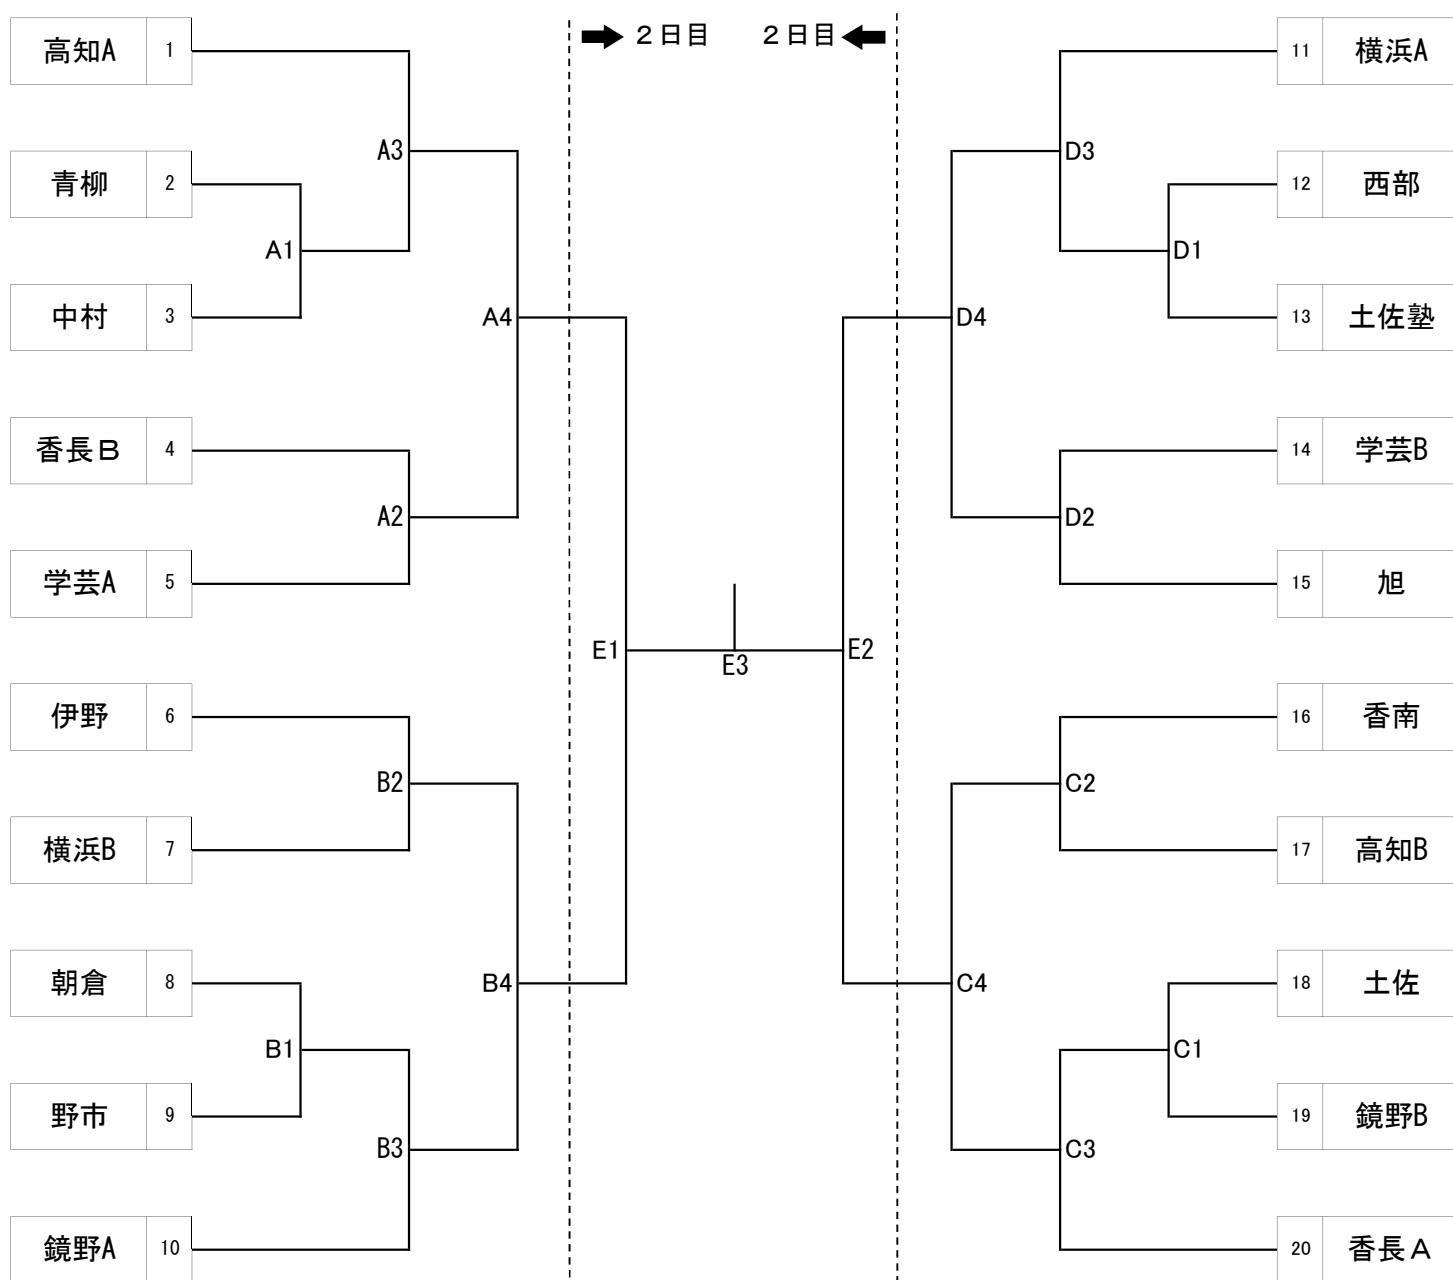 ２日目　２日目
高知A 1 11 横浜A
A3 D3
青柳 2 12 西部
A1 D1
中村 3 13 土佐塾
A4 D4
香長Ｂ 4 14 学芸B
A2 D2
学芸A 5 15 旭
E1 E3 E2
伊野 6 16 香南
B2 C2
横浜B 7 17 高知B
朝倉 8 18 土佐
B4 C4
B1 C1
野市 9 19 鏡野B
B3 C3
鏡野A 10 20 香長Ａ